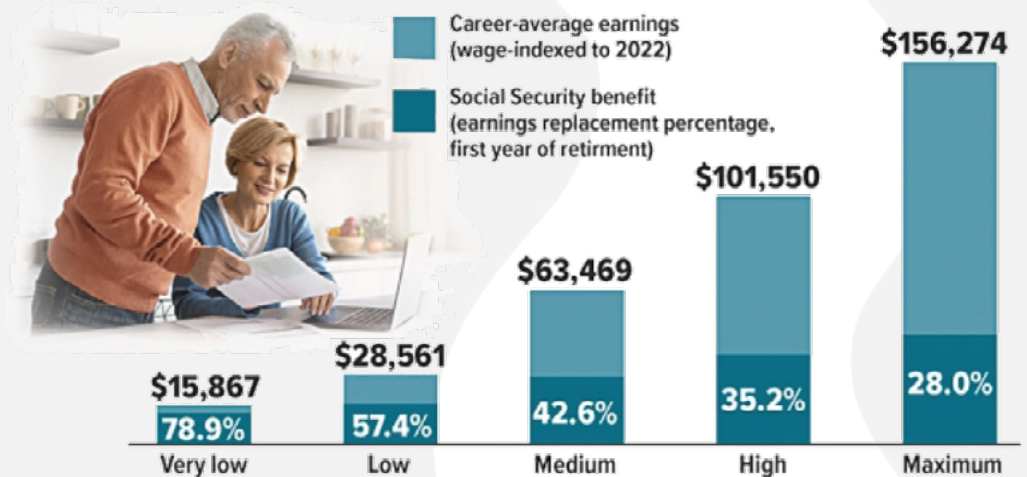 Career-average earnings
(wage-indexed to 2022)
Social Security benefit
(earnings replacement percentage,
first year of retirment)
$156,274
$101,550
$63,469
$28,561
$15,867
78.9%
57.4%
42.6%
35.2%
28.0%
Very low
Low
Medium
High
Maximum